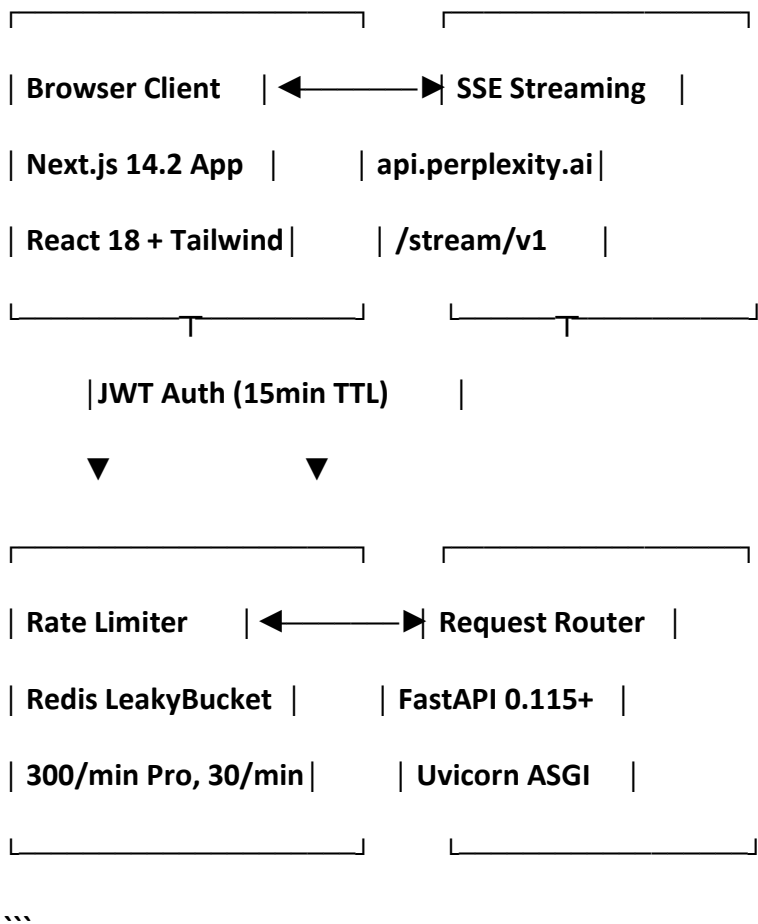 Browser Client SSE Streaming
Next.js 14.2 App api.perplexity.ai
React 18 + Tailwind /stream/v1
JWT Auth (15min TTL)
Rate Limiter Request Router
Redis LeakyBucket FastAPI 0.115+
300/min Pro, 30/min Uvicorn ASGI
```